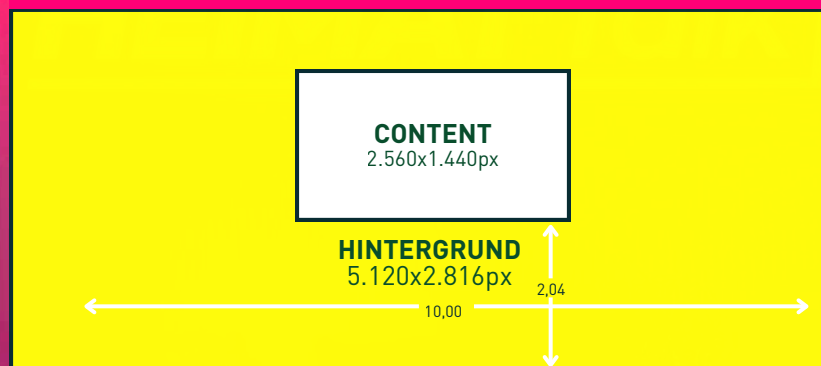 CONTENT
2.560x1.440px
HINTERGRUND
5.120x2.816px
2,04
10,00